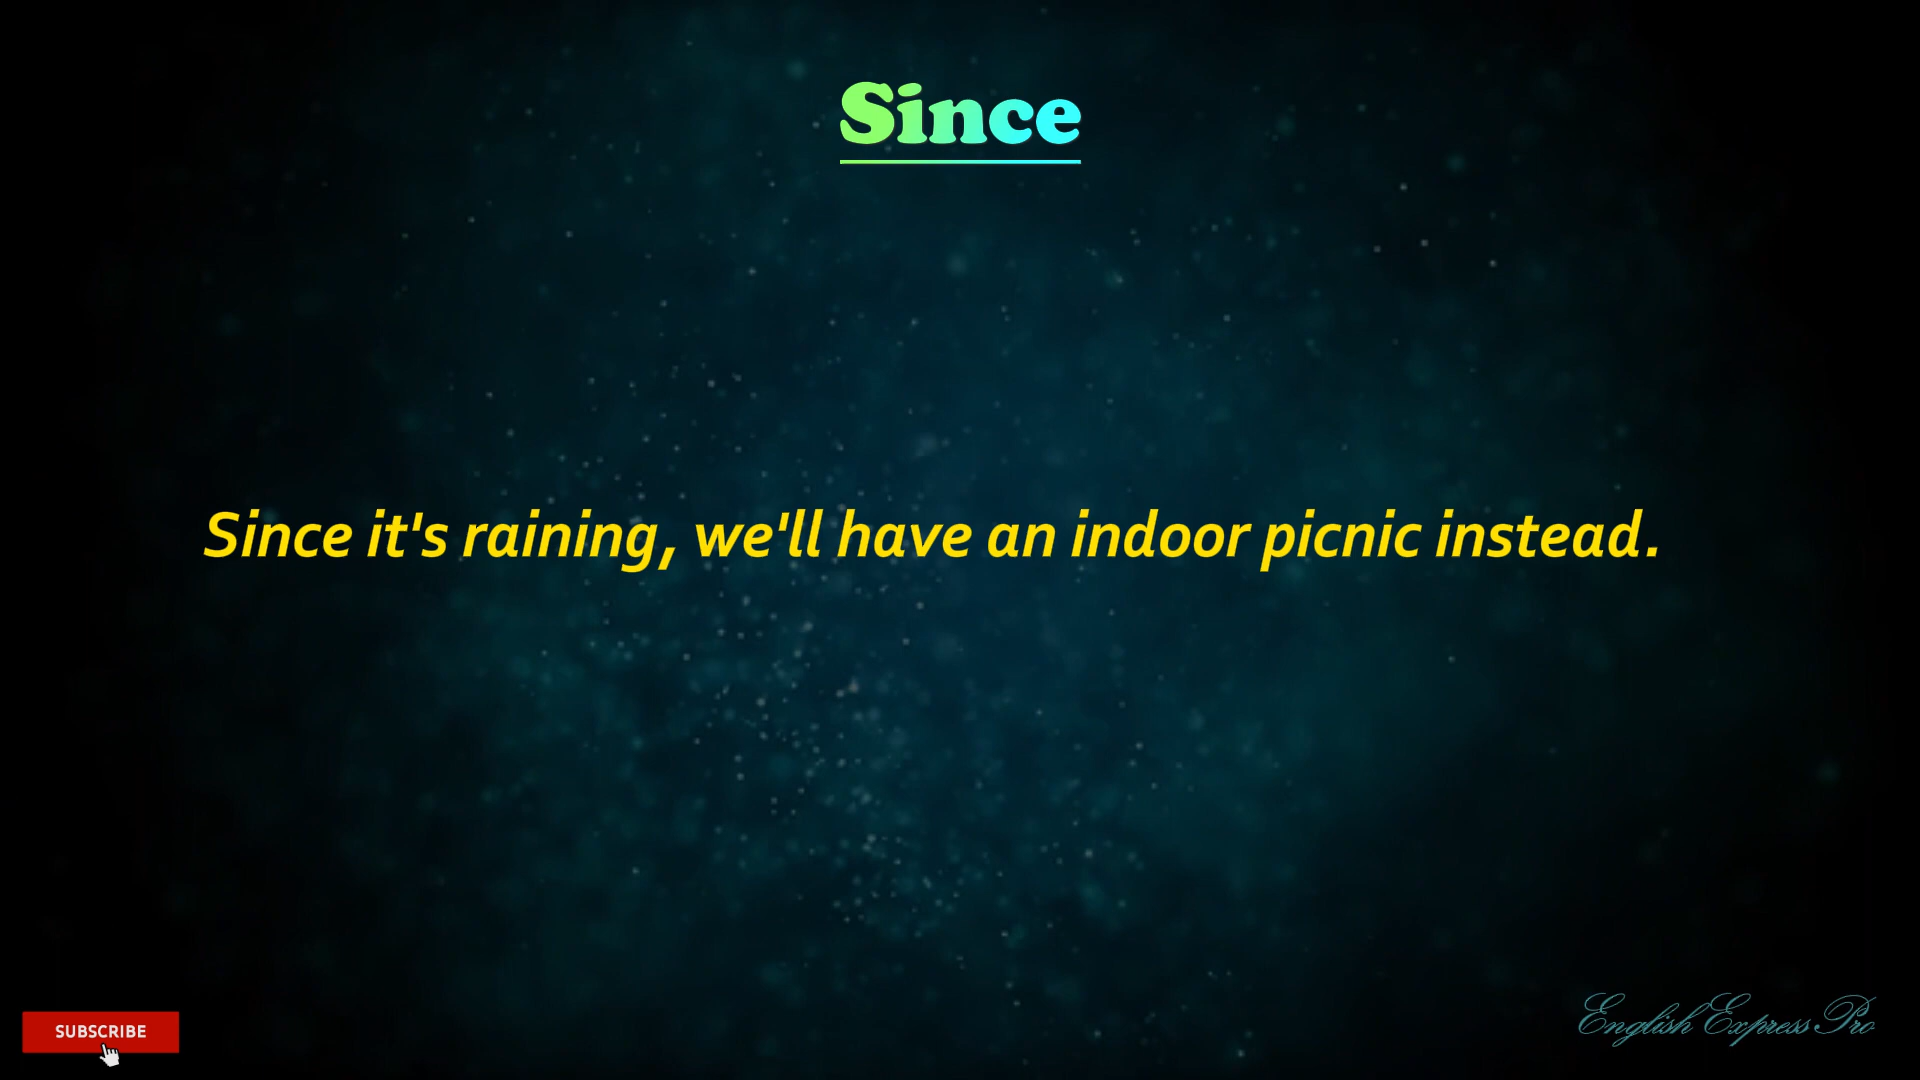 Since
Since it's raining, we'll have an indoor picnic instead.
SUBSCRIBE
English Express Pro